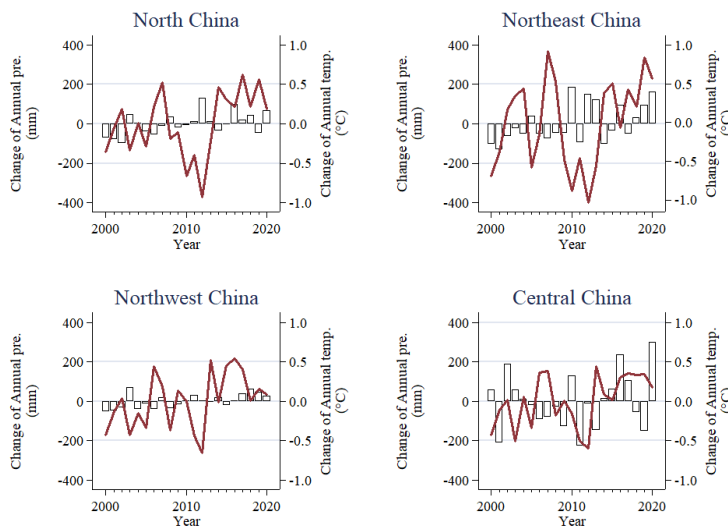 North China
Change of Annual pre.
(mm)
400
200
0
-200
-400
1.0
0.5
0.0
-0.5
-1.0
Change of Annual temp.
(°C)
2000
2010
2020
Year
Northeast China
Change of Annual pre.
(mm)
400
200
0
-200
-400
1.0
0.5
0.0
-0.5
-1.0
Change of Annual temp.
(°C)
2000
2010
2020
Year
Northwest China
Change of Annual pre.
(mm)
400
200
0
-200
-400
1.0
0.5
0.0
-0.5
-1.0
Change of Annual temp.
(°C)
2000
2010
2020
Year
Central China
Change of Annual pre.
(mm)
400
200
0
-200
-400
1.0
0.5
0.0
-0.5
-1.0
Change of Annual temp.
(°C)
2000
2010
2020
Year